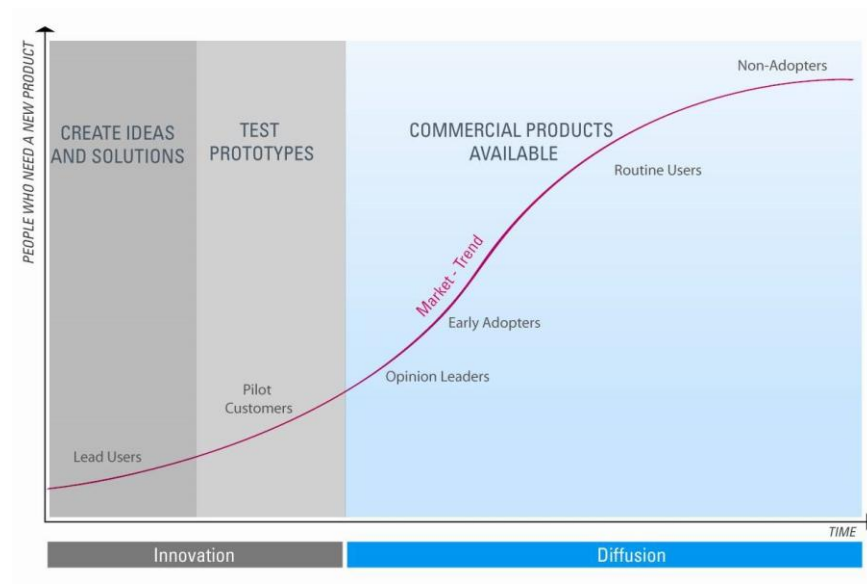 PEOPLE WHO NEED A NEW PRODUCT
CREATE IDEAS
AND SOLUTIONS
TEST
PROTOTYPES
COMMERCIAL PRODUCTS
AVAILABLE
Non-Adopters
Routine Users
Market - Trend
Early Adopters
Opinion Leaders
Pilot
Customers
Lead Users
TIME
Innovation
Diffusion